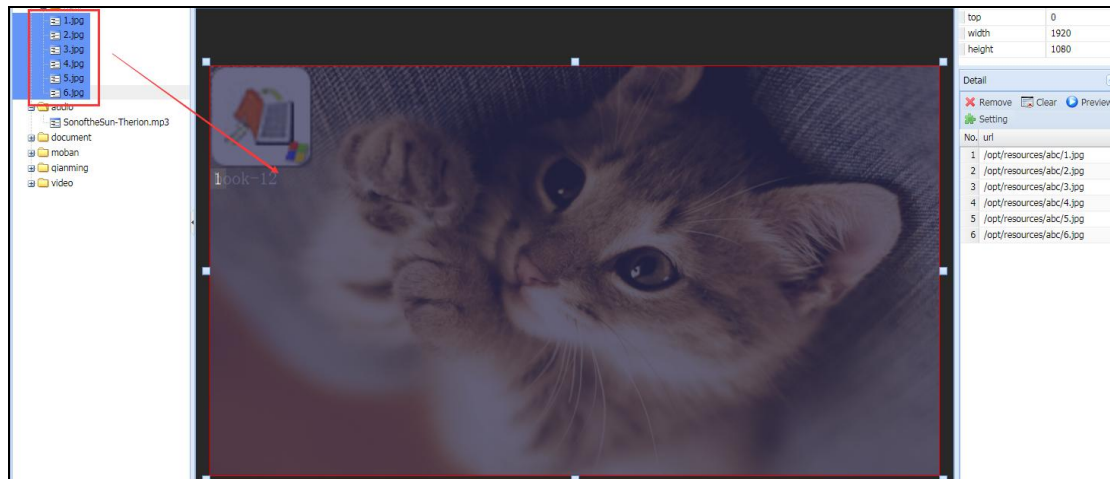 1.jpg
2.jpg
3.jpg
4.jpg
5.jpg
6.jpg
audio
SonoftheSun-Therion.mp3
document
moban
qianming
video
1
book-12
top 0
width 1920
height 1080
Detail
Remove Clear Preview
Setting
No. url
1 /opt/resources/abc/1.jpg
2 /opt/resources/abc/2.jpg
3 /opt/resources/abc/3.jpg
4 /opt/resources/abc/4.jpg
5 /opt/resources/abc/5.jpg
6 /opt/resources/abc/6.jpg